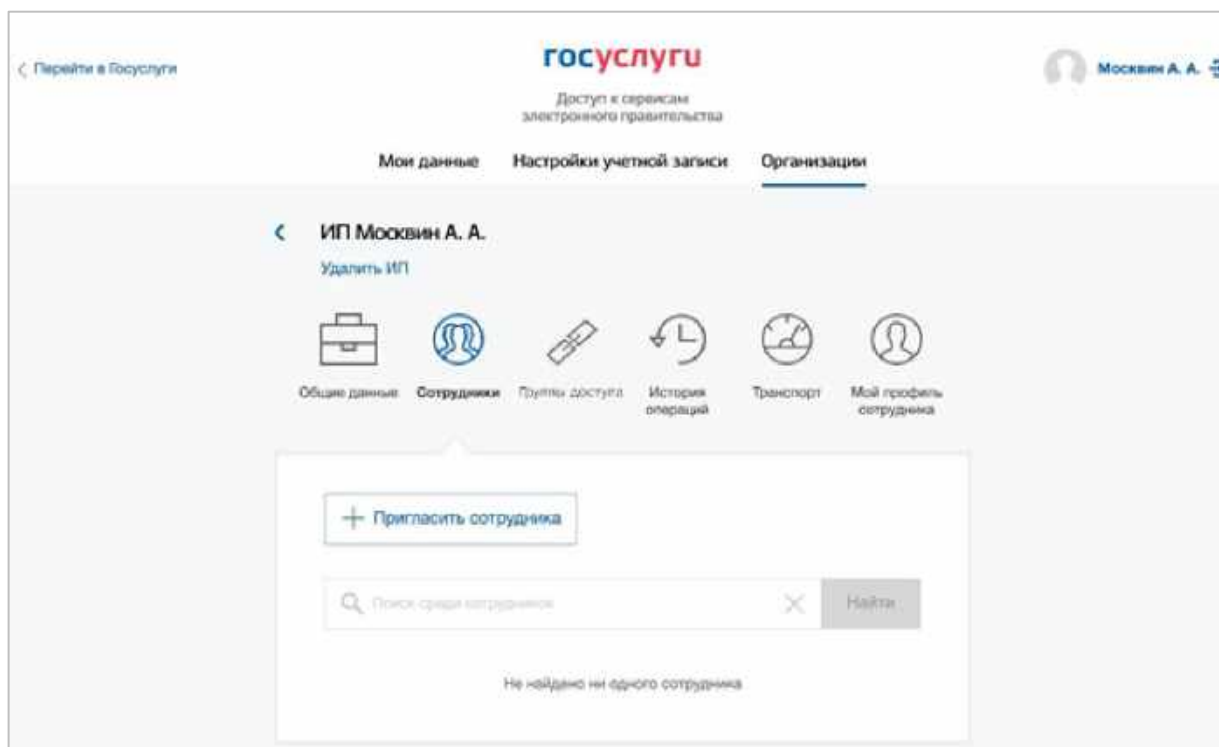 Перейти в Госуслуги
госуслуги
Москвин А. А.
Доступ к сервисам
электронного правительства
Мои данные Настройки учетной записи Организации
ИП Москвин А. А.
Удалить ИП
Общие данные Сотрудники Группы доступа История операций Транспорт Мой профиль сотрудника
Пригласить сотрудника
Поиск среди сотрудников Найти
Не найдено ни одного сотрудника